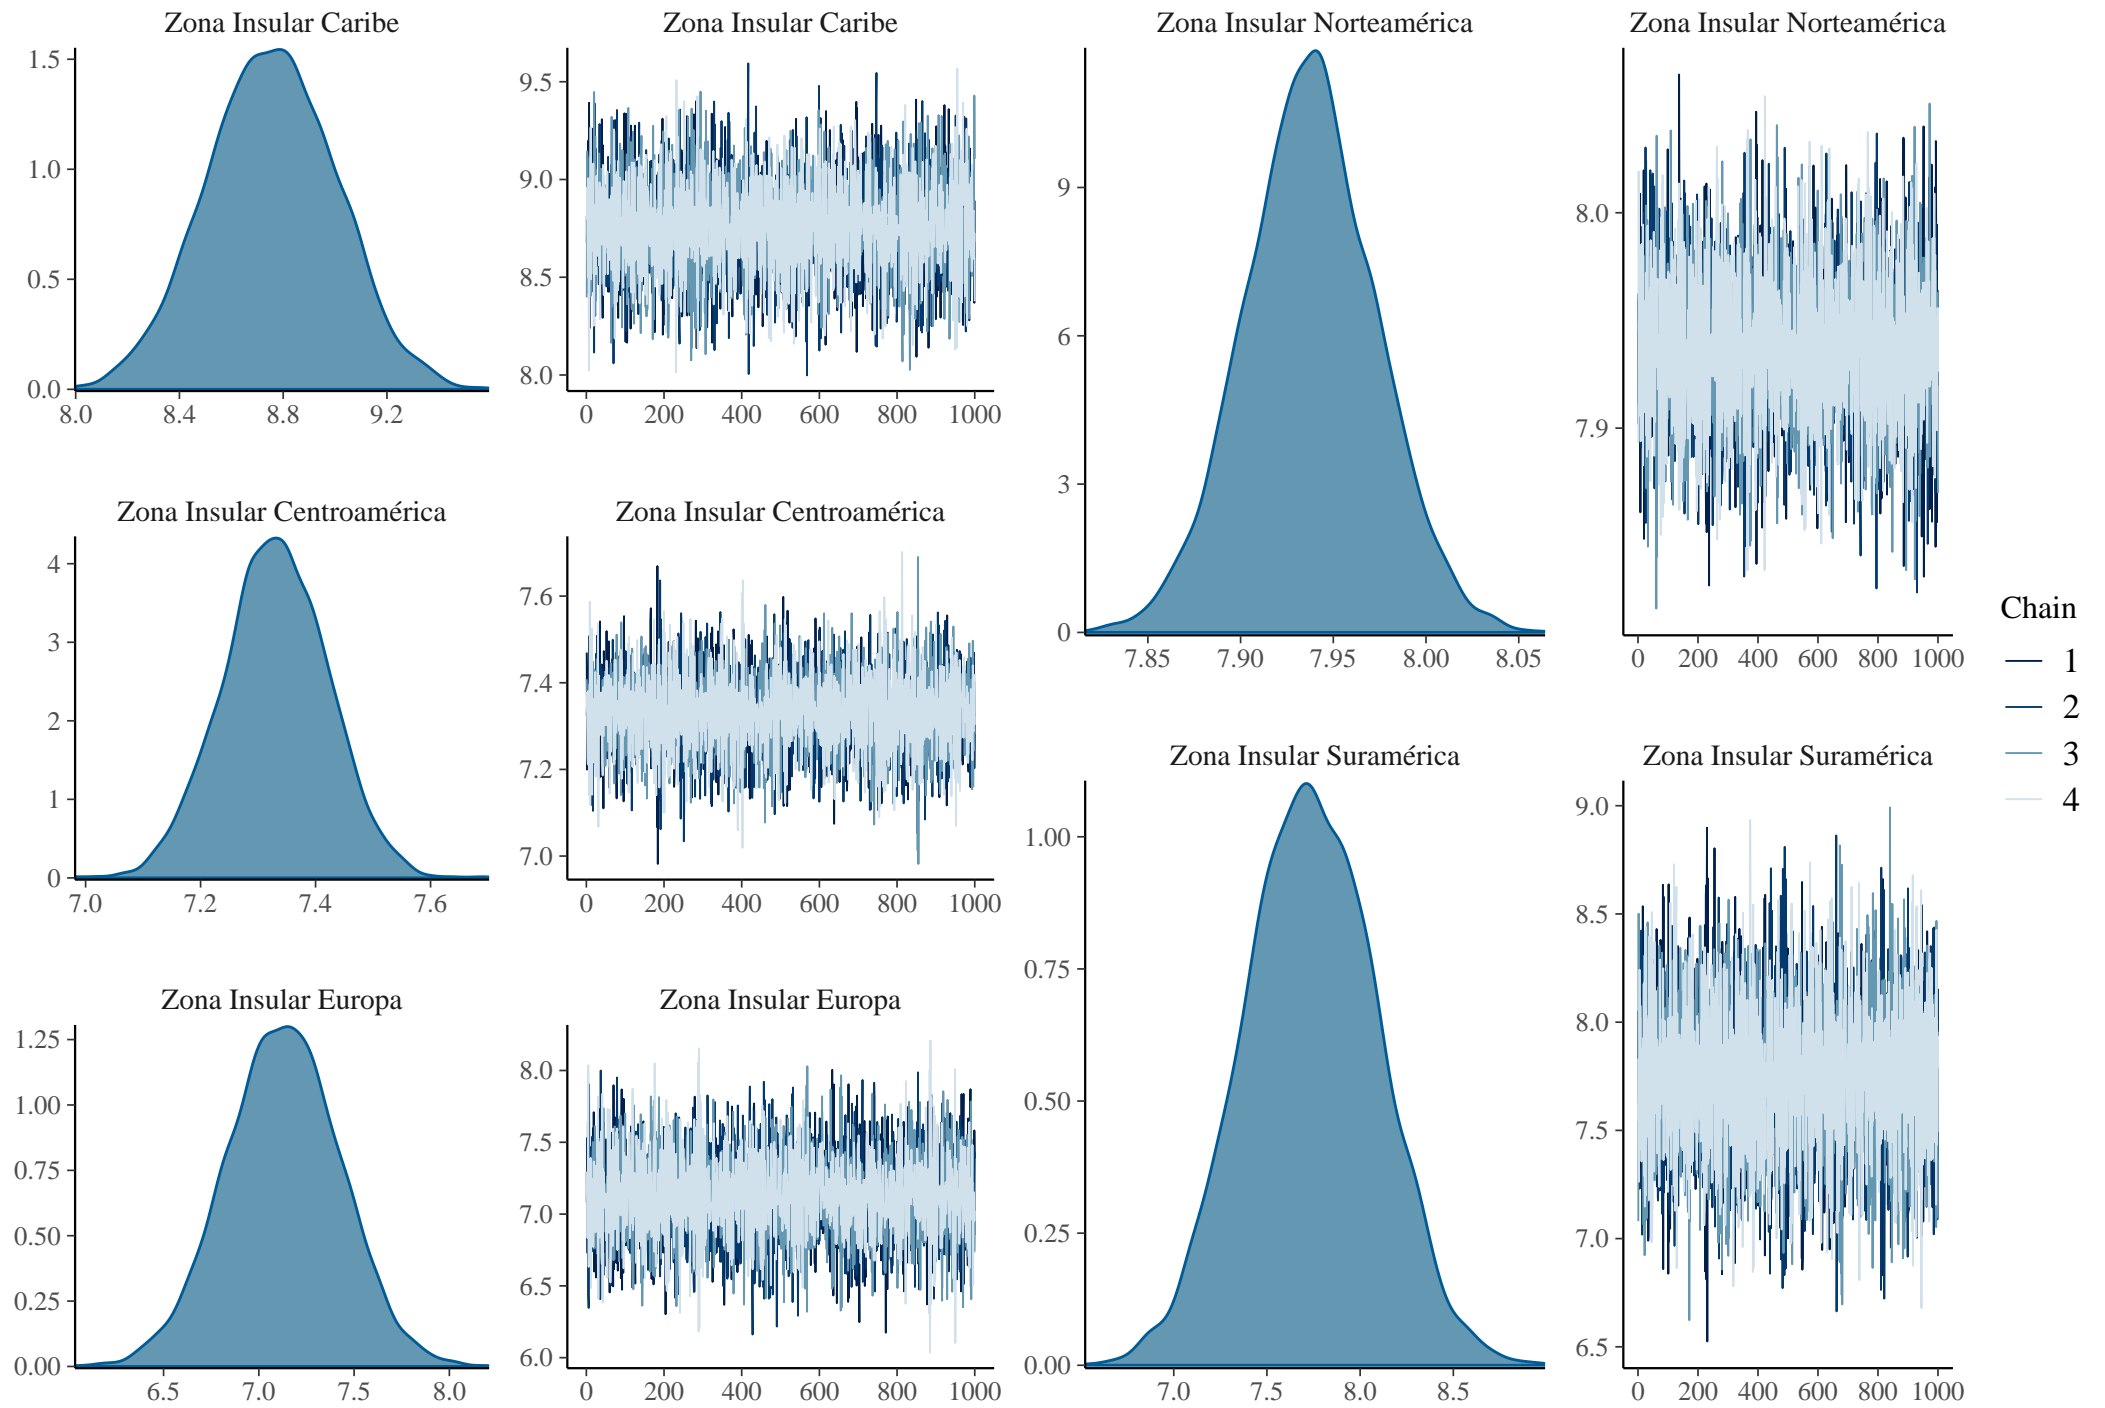 Zona Insular Caribe
1.5
1.0
0.5
0.0
8.0 8.4 8.8 9.2
Zona Insular Caribe
9.5
9.0
8.5
8.0
0 200 400 600 800 1000
Zona Insular Centroamérica
4
3
2
1
0
7.0 7.2 7.4 7.6
Zona Insular Centroamérica
7.6
7.4
7.2
7.0
0 200 400 600 800 1000
Zona Insular Europa
1.25
1.00
0.75
0.50
0.25
0.00
6.5 7.0 7.5 8.0
Zona Insular Europa
8.0
7.5
7.0
6.5
6.0
0 200 400 600 800 1000
Zona Insular Norteamérica
9
6
3
0
7.85 7.90 7.95 8.00 8.05
Zona Insular Norteamérica
8.0
7.9
0 200 400 600 800 1000
Zona Insular Suramérica
1.00
0.75
0.50
0.25
0.00
7.0 7.5 8.0 8.5
Zona Insular Suramérica
9.0
8.5
8.0
7.5
7.0
6.5
0 200 400 600 800 1000
Chain
1
2
3
4